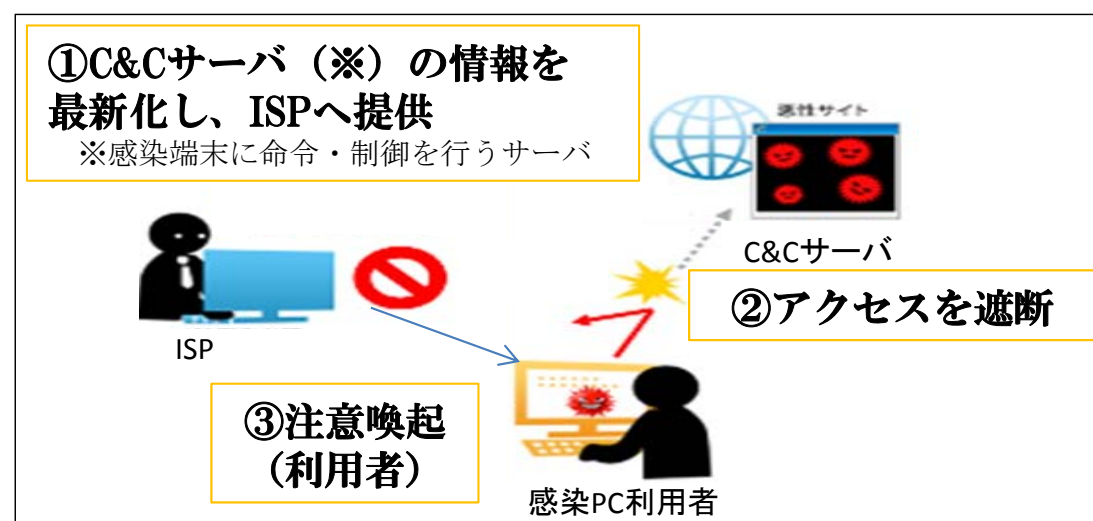 ①C&Cサーバ（※）の情報を
最新化し、ISPへ提供
※感染端末に命令・制御を行うサーバ
悪性サイト
C&Cサーバ
②アクセスを遮断
ISP
③注意喚起
（利用者）
感染PC利用者